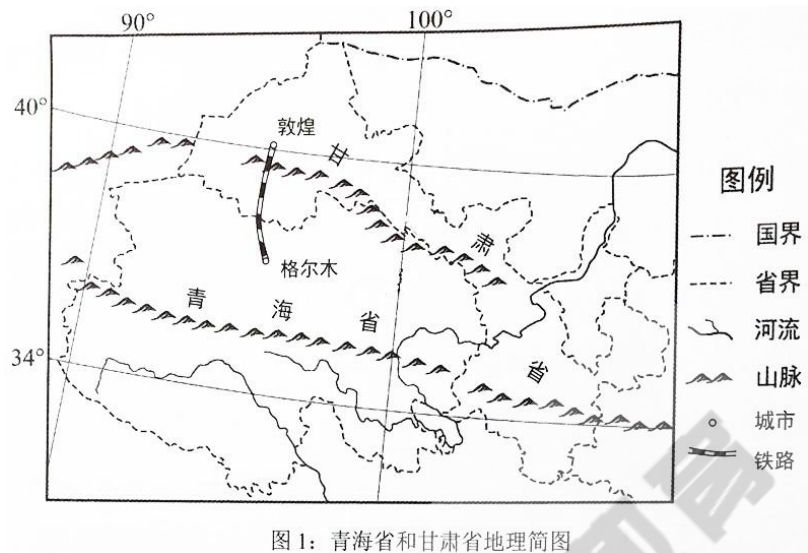 90°
100°
40°
敦煌
甘
肃
格尔木
青
海
省
34°
省
图例
国界
省界
河流
山脉
城市
铁路
图 1：青海省和甘肃省地理简图